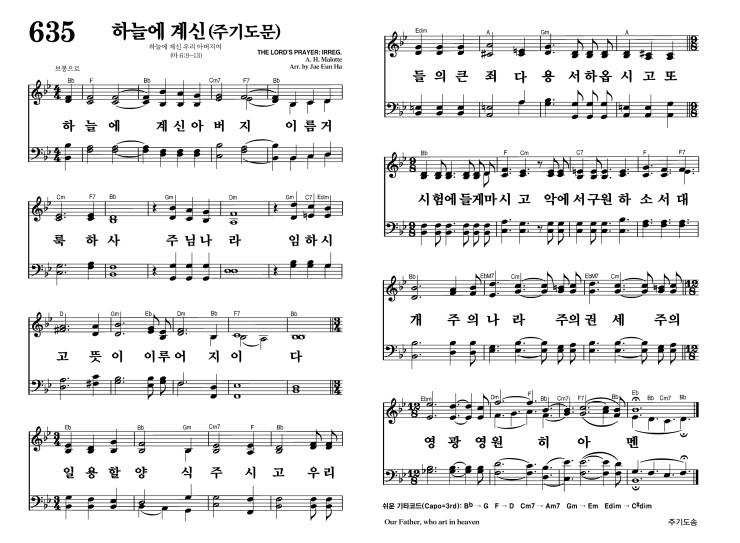 635 하늘에 계신(주기도문)
하늘에 계신 우리 아버지여
(마 6:9–13)
THE LORD'S PRAYER: IRREG.
A. H. Malotte
Arr. by Jae Eun Ha
보통으로
Bb F Bb Cm7 F7 Bb
하 늘 에 계 신 아 버 지 이 름 거
Cm F7 Bb Gm Dm Gm C7 Edim
룩 하 사 주 님 나 라 임 하 시
D Gm Eb Dm Bb F7 Bb
고 뜻 이 이 루 어 지 이 다
Eb Bb Gm Cm7 F7 Bb
일 용 할 양 식 주 시 고 우 리
Edim A Gm A
들 의 큰 죄 다 용 서 하 옵 시 고 또
Bb F Cm C7 F F7
시 험 에 들 게 마 시 고 악 에 서 구 원 하 소 서 대
Bb EbM7 Cm EbM7 Cm
개 주 의 나 라 주 의 권 세 주 의
Ebm Dm F Bb Cm7 F7 Bb Eb Bb
Bb Cm7 Bb
영 광 영 원 히 아 멘
쉬운 기타코드(Capo=3rd): Bb → G F → D Cm7 → Am7 Gm → Em Edim → C#dim
Our Father, who art in heaven
주기도송